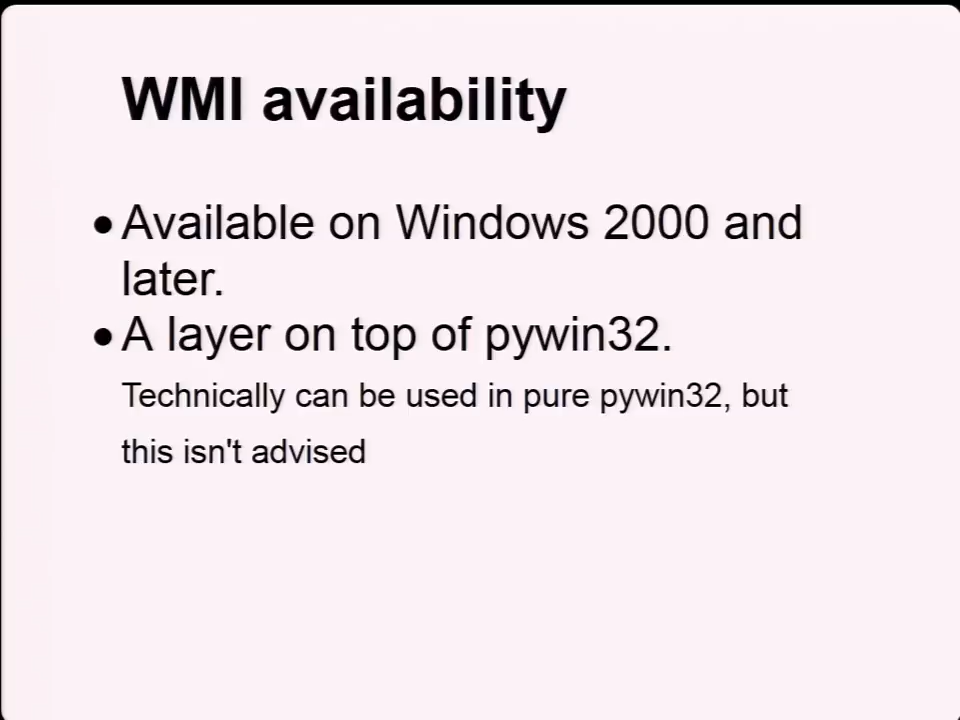 WMI availability
• Available on Windows 2000 and
later.
• A layer on top of pywin32.
Technically can be used in pure pywin32, but
this isn't advised